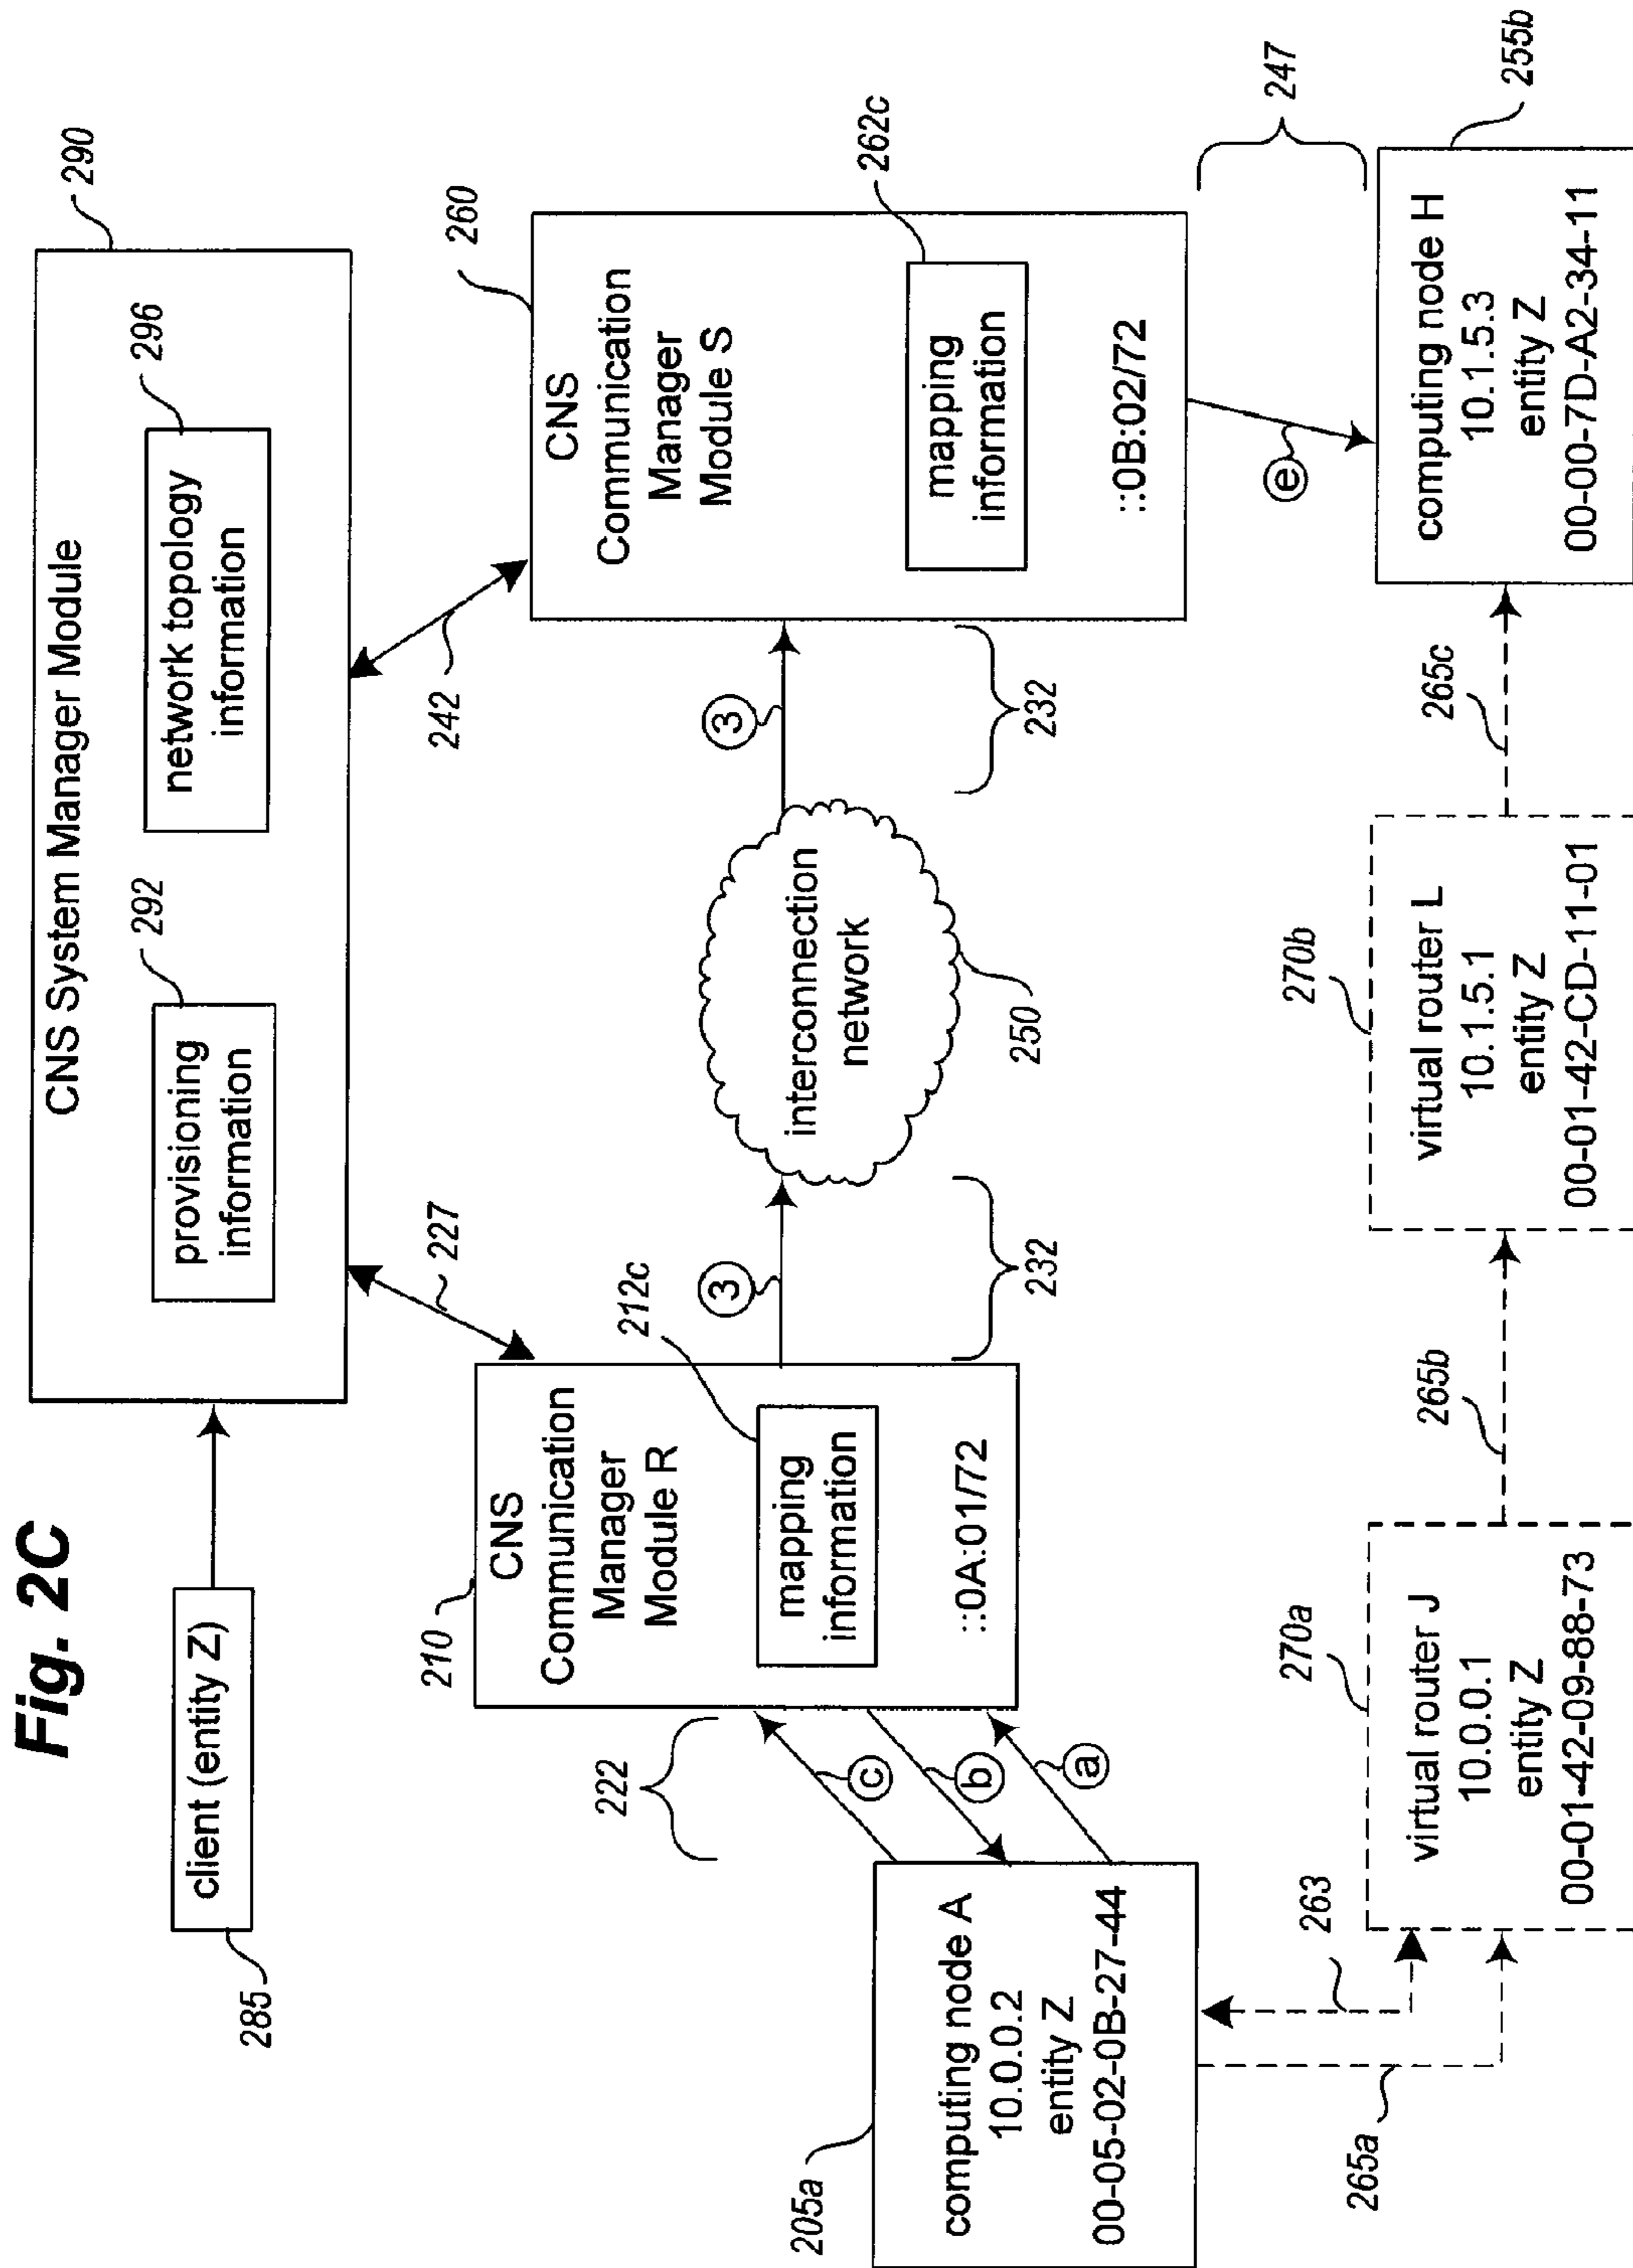 Fig. 2C
client (entity Z)
285
CNS System Manager Module
290
provisioning
information
292
network topology
information
296
227
242
210
CNS
Communication
Manager
Module R
mapping
information
212c
::0A:01/72
3
232
interconnection
network
250
3
232
260
CNS
Communication
Manager
Module S
mapping
information
262c
::0B:02/72
222
c
b
a
e
247
205a
computing node A
10.0.0.2
entity Z
00-05-02-0B-27-44
263
265a
270a
virtual router J
10.0.0.1
entity Z
00-01-42-09-88-73
265b
270b
virtual router L
10.1.5.1
entity Z
00-01-42-CD-11-01
265c
255b
computing node H
10.1.5.3
entity Z
00-00-7D-A2-34-11